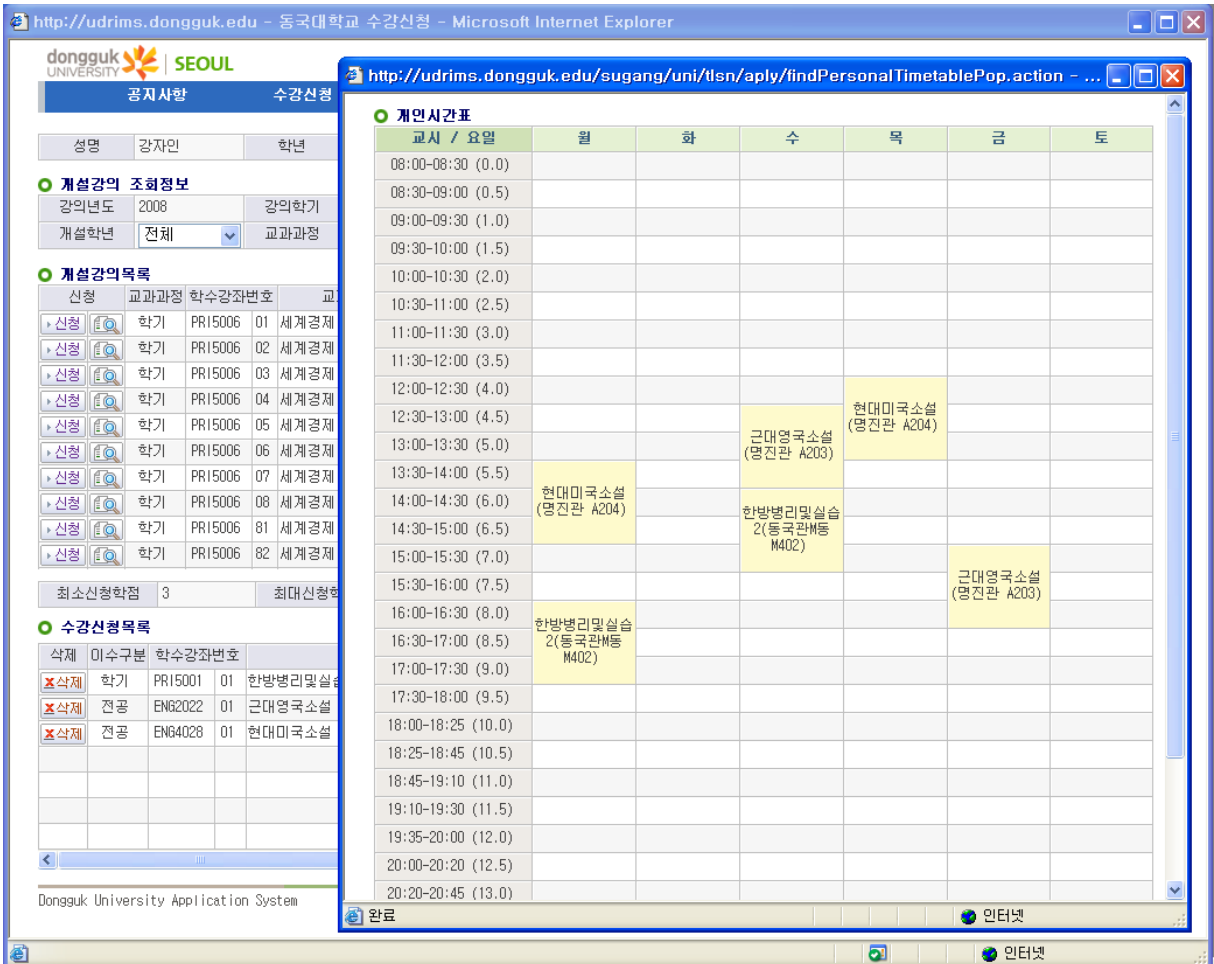 http://udrims.dongguk.edu - 동국대학교 수강신청 - Microsoft Internet Explorer
dongguk UNIVERSITY SEOUL
공지사항 수강신청
성명 강자인 학년
개설강의 조회정보
강의년도 2008 강의학기
개설학년 전체 교과과정
개설강의목록
신청 교과과정 학수강좌번호 교
신청 학기 PRI5006 01 세계경제
신청 학기 PRI5006 02 세계경제
신청 학기 PRI5006 03 세계경제
신청 학기 PRI5006 04 세계경제
신청 학기 PRI5006 05 세계경제
신청 학기 PRI5006 06 세계경제
신청 학기 PRI5006 07 세계경제
신청 학기 PRI5006 08 세계경제
신청 학기 PRI5006 81 세계경제
신청 학기 PRI5006 82 세계경제
최소신청학점 3 최대신청학
수강신청목록
삭제 이수구분 학수강좌번호
삭제 학기 PRI5001 01 한방병리및실습
삭제 전공 ENG2022 01 근대영국소설
삭제 전공 ENG4028 01 현대미국소설
Dongguk University Application System
http://udrims.dongguk.edu/sugang/uni/tlsn/aply/findPersonalTimetablePop.action - ...
개인시간표
교시 / 요일 월 화 수 목 금 토
08:00-08:30 (0.0)
08:30-09:00 (0.5)
09:00-09:30 (1.0)
09:30-10:00 (1.5)
10:00-10:30 (2.0)
10:30-11:00 (2.5)
11:00-11:30 (3.0)
11:30-12:00 (3.5)
12:00-12:30 (4.0)
12:30-13:00 (4.5)
13:00-13:30 (5.0)
13:30-14:00 (5.5)
14:00-14:30 (6.0)
14:30-15:00 (6.5)
15:00-15:30 (7.0)
15:30-16:00 (7.5)
16:00-16:30 (8.0)
16:30-17:00 (8.5)
17:00-17:30 (9.0)
17:30-18:00 (9.5)
18:00-18:25 (10.0)
18:25-18:45 (10.5)
18:45-19:10 (11.0)
19:10-19:30 (11.5)
19:35-20:00 (12.0)
20:00-20:20 (12.5)
20:20-20:45 (13.0)
현대미국소설
(명진관 A204)
한방병리및실습
2(동국관M동
M402)
근대영국소설
(명진관 A203)
한방병리및실습
2(동국관M동
M402)
현대미국소설
(명진관 A204)
근대영국소설
(명진관 A203)
완료 인터넷
인터넷